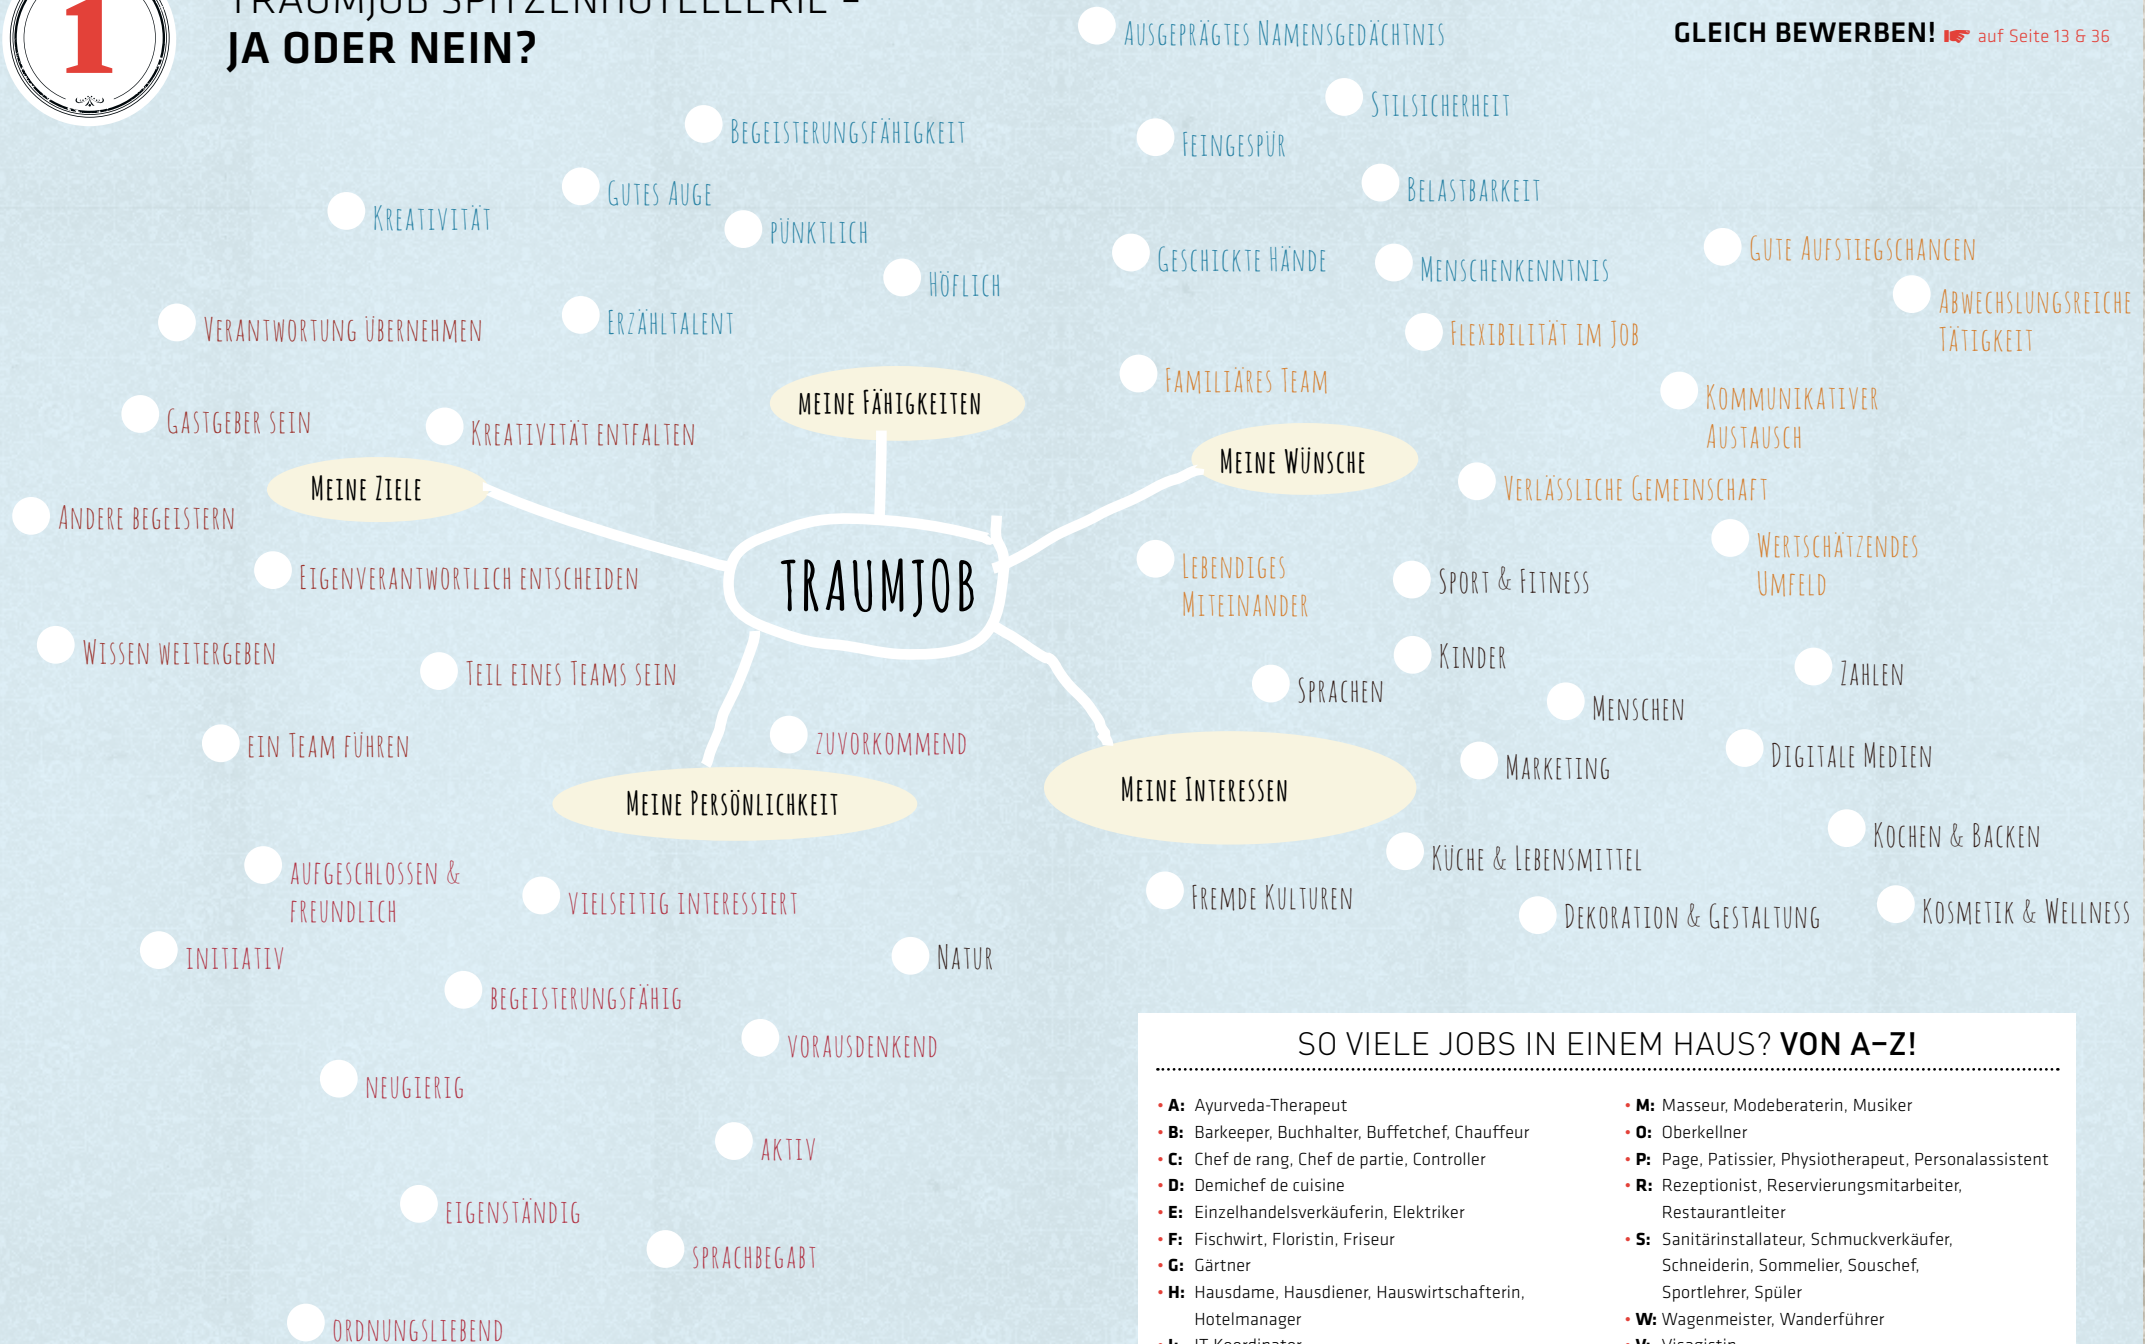 1
TRAUMJOB SPITZENHOTELLERIE –
JA ODER NEIN?
GLEICH BEWERBEN! auf Seite 13 & 36
Ausgeprägtes Namensgedächtnis
Stilsicherheit
Begeisterungsfähigkeit
Feingespür
Gutes Auge
Belastbarkeit
Kreativität
pünktlich
Geschickte Hände
Menschenkenntnis
Höflich
Erzähltalent
Gute Aufstiegschancen
Abwechslungsreiche
Tätigkeit
Flexibilität im Job
Familiäres Team
Kommunikativer
Austausch
Verantwortung übernehmen
Gastgeber sein
Kreativität entfalten
meine Fähigkeiten
Meine Wünsche
Meine Ziele
Verlässliche Gemeinschaft
Andere begeistern
Wertschätzendes
Umfeld
Eigenverantwortlich entscheiden
TRAUMJOB
Lebendiges
Miteinander
Sport & Fitness
Wissen weitergeben
Teil eines Teams sein
Kinder
Zahlen
Sprachen
Menschen
ein Team führen
zuvorkommend
Marketing
Digitale Medien
Meine Persönlichkeit
Meine Interessen
Kochen & Backen
Küche & Lebensmittel
aufgeschlossen &
freundlich
vielseitig interessiert
Fremde Kulturen
Dekoration & Gestaltung
Kosmetik & Wellness
initiativ
Natur
begeisterungsfähig
vorausdenkend
neugierig
aktiv
eigenständig
sprachbegabt
ordnungsliebend
SO VIELE JOBS IN EINEM HAUS? VON A–Z!
• A: Ayurveda-Therapeut
• B: Barkeeper, Buchhalter, Buffetchef, Chauffeur
• C: Chef de rang, Chef de partie, Controller
• D: Demichef de cuisine
• E: Einzelhandelsverkäuferin, Elektriker
• F: Fischwirt, Floristin, Friseur
• G: Gärtner
• H: Hausdame, Hausdiener, Hauswirtschafterin,
Hotelmanager
• I: IT-Koordinator
• M: Masseur, Modeberaterin, Musiker
• O: Oberkellner
• P: Page, Patissier, Physiotherapeut, Personalassistent
• R: Rezeptionist, Reservierungsmitarbeiter,
Restaurantleiter
• S: Sanitärinstallateur, Schmuckverkäufer,
Schneiderin, Sommelier, Souschef,
Sportlehrer, Spüler
• W: Wagenmeister, Wanderführer
• V: Visagistin